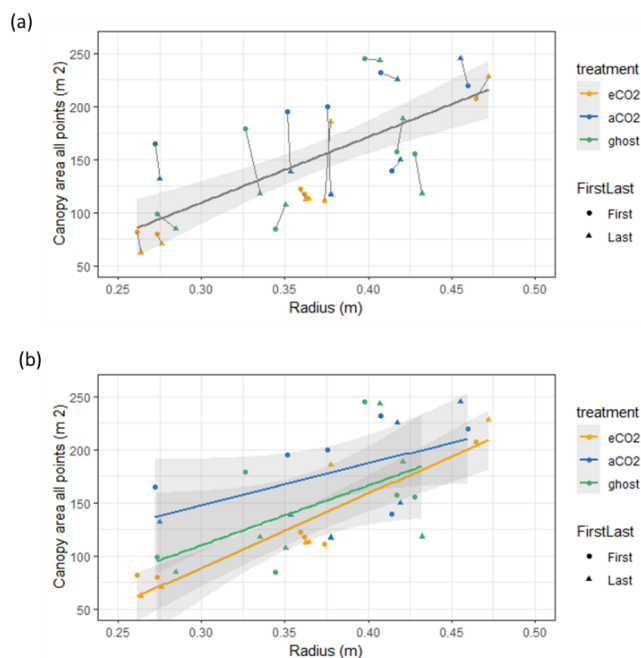 (a)
Canopy area all points (m 2)
250
200
150
100
50
0.25 0.30 0.35 0.40 0.45 0.50
Radius (m)
treatment
eCO2
aCO2
ghost
FirstLast
First
Last
(b)
Canopy area all points (m 2)
250
200
150
100
50
0.25 0.30 0.35 0.40 0.45 0.50
Radius (m)
treatment
eCO2
aCO2
ghost
FirstLast
First
Last